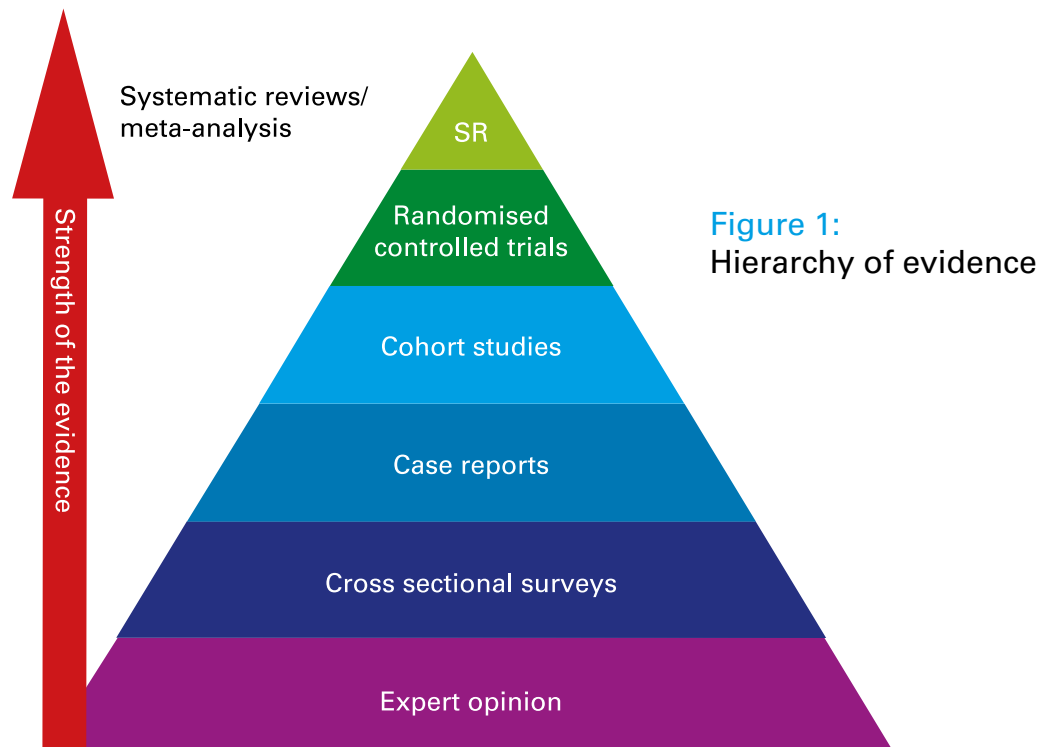 Systematic reviews/
meta-analysis
SR
Randomised
controlled trials
Figure 1:
Hierarchy of evidence
Strength of the evidence
Cohort studies
Case reports
Cross sectional surveys
Expert opinion